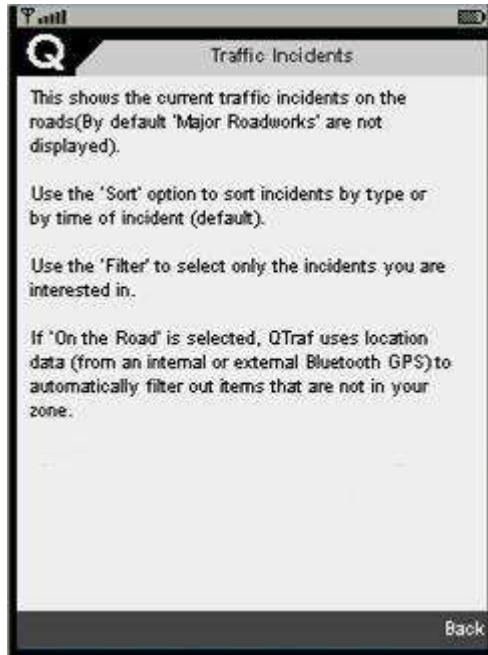 Q
Traffic Incidents
This shows the current traffic incidents on the
roads(By default 'Major Roadworks' are not
displayed).
Use the 'Sort' option to sort incidents by type or
by time of incident (default).
Use the 'Filter' to select only the incidents you are
interested in.
If 'On the Road' is selected, QTraf uses location
data (from an internal or external Bluetooth GPS) to
automatically filter out items that are not in your
zone.
Back